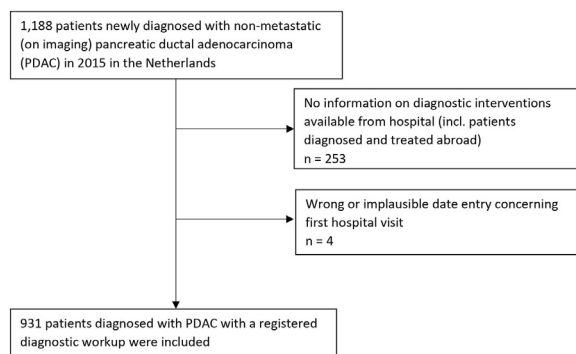 1,188 patients newly diagnosed with non-metastatic
(on imaging) pancreatic ductal adenocarcinoma
(PDAC) in 2015 in the Netherlands
No information on diagnostic interventions
available from hospital (incl. patients
diagnosed and treated abroad)
n = 253
Wrong or implausible date entry concerning
first hospital visit
n = 4
931 patients diagnosed with PDAC with a registered
diagnostic workup were included